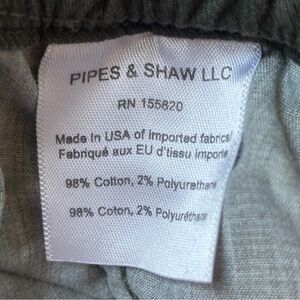 PIPES & SHAW LLC
RN 155820
Made in USA of imported fabrics
Fabriqué aux EU d'tissu importe
98% Cotton, 2% Polyurethane
98% Coton, 2% Polyuréthane